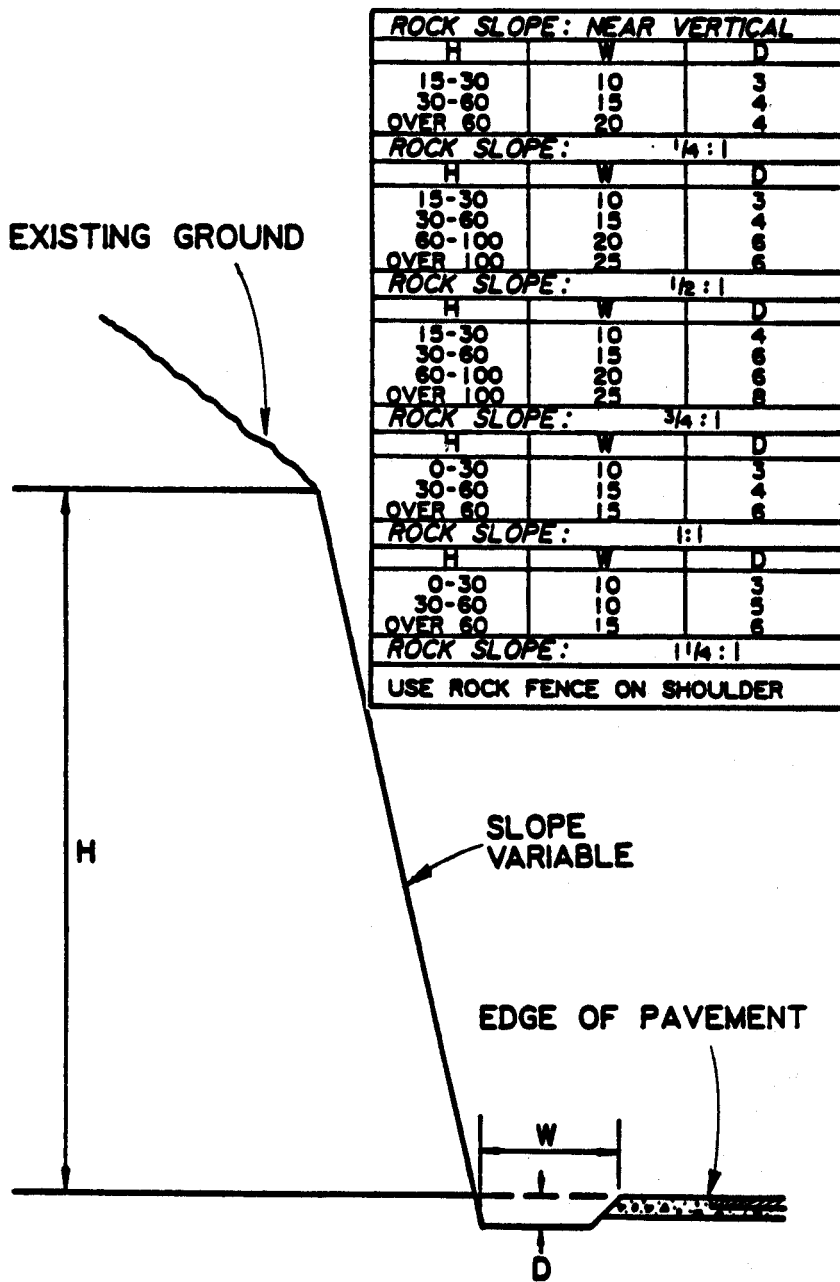 ROCK SLOPE: NEAR VERTICAL
H W D
15-30 10 3
30-60 15 4
OVER 60 20 4
ROCK SLOPE: 1/4:1
H W D
15-30 10 3
30-60 15 4
60-100 20 6
OVER 100 25 6
ROCK SLOPE: 1/2:1
H W D
15-30 10 4
30-60 15 6
60-100 20 6
OVER 100 25 8
ROCK SLOPE: 3/4:1
H W D
0-30 10 3
30-60 15 4
OVER 60 15 6
ROCK SLOPE: 1:1
H W D
0-30 10 3
30-60 10 5
OVER 60 15 6
ROCK SLOPE: 1 1/4:1
USE ROCK FENCE ON SHOULDER
EXISTING GROUND
H
SLOPE
VARIABLE
EDGE OF PAVEMENT
W
D